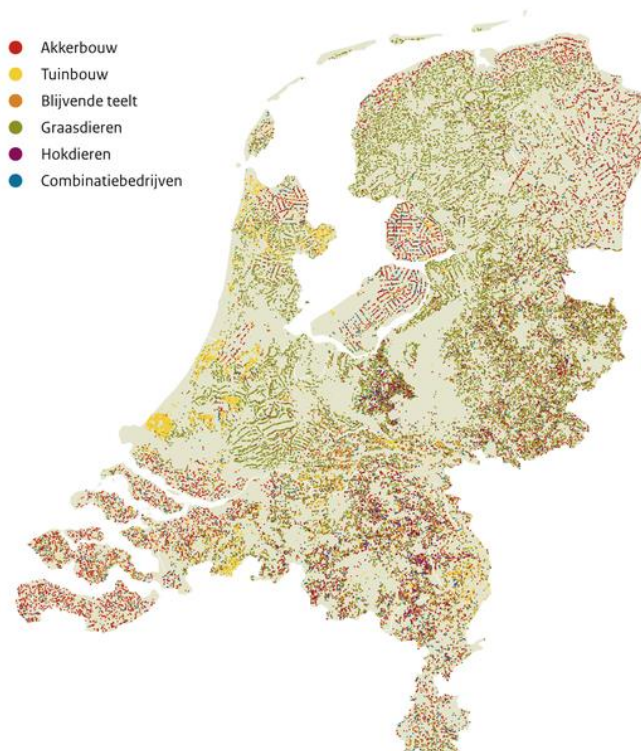 Akkerbouw
Tuinbouw
Blijvende teelt
Graasdieren
Hokdieren
Combinatiebedrijven